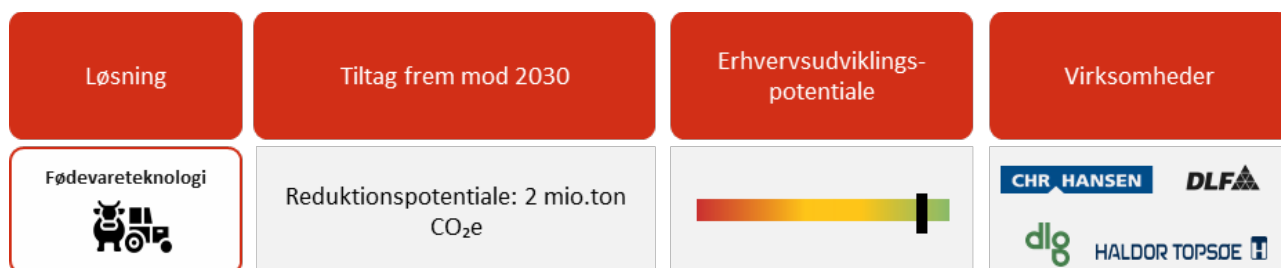 Løsning
Tiltag frem mod 2030
Erhvervsudviklings-
potentiale
Virksomheder
Fødevareteknologi
Reduktionspotentiale: 2 mio.ton
CO₂e
CHR HANSEN
DLF
dlg
HALDOR TOPSØE